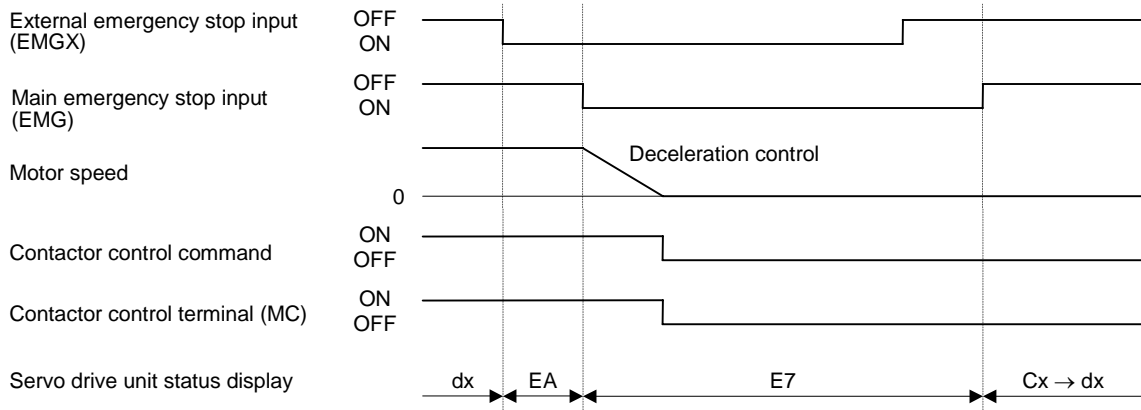 External emergency stop input
(EMGX)
OFF
ON
Main emergency stop input
(EMG)
OFF
ON
Motor speed
Deceleration control
0
Contactor control command
ON
OFF
Contactor control terminal (MC)
ON
OFF
Servo drive unit status display
dx
EA
E7
Cx → dx